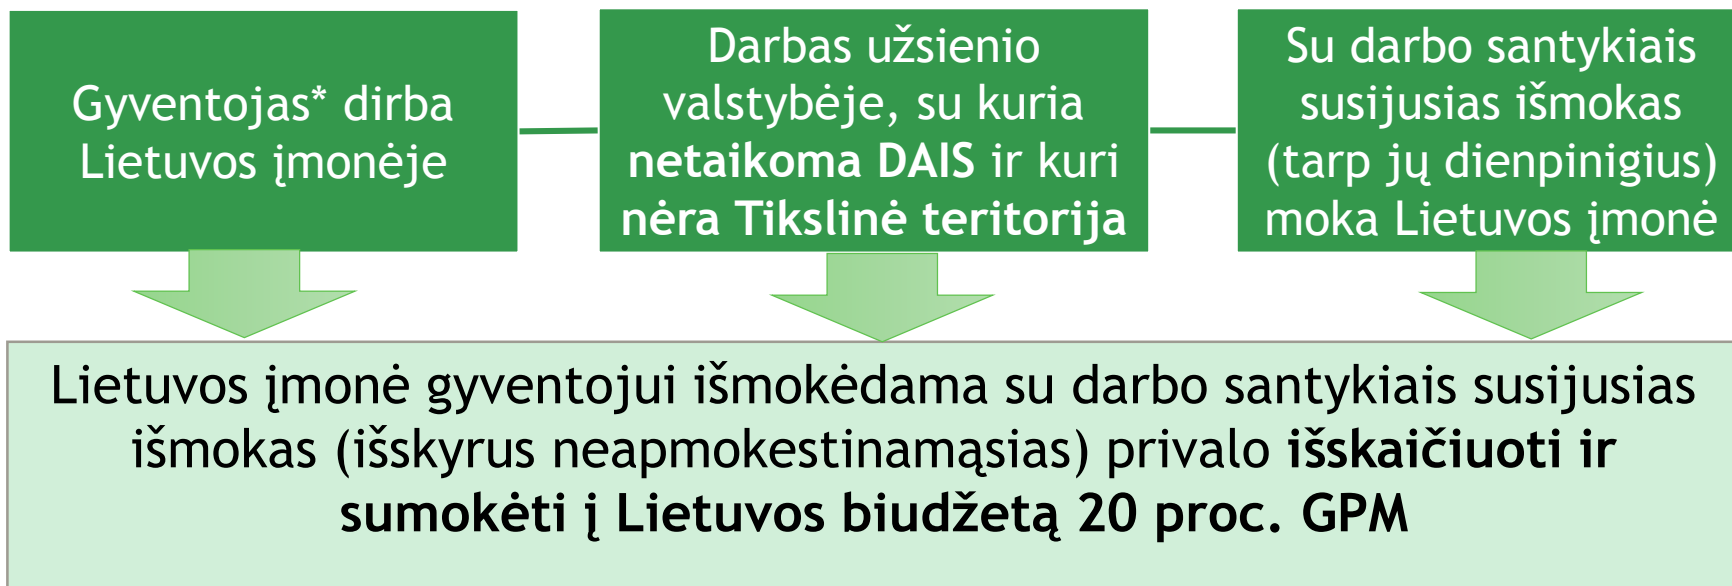 Gyventojas* dirba
Lietuvos įmonėje
Darbas užsienio
valstybėje, su kuria
netaikoma DAIS ir kuri
nėra Tikslinė teritorija
Su darbo santykiais
susijusias išmokas
(tarp jų dienpinigius)
moka Lietuvos įmonė
Lietuvos įmonė gyventojui išmokėdama su darbo santykiais susijusias
išmokas (išskyrus neapmokestinamąsias) privalo išskaičiuoti ir
sumokėti į Lietuvos biudžetą 20 proc. GPM